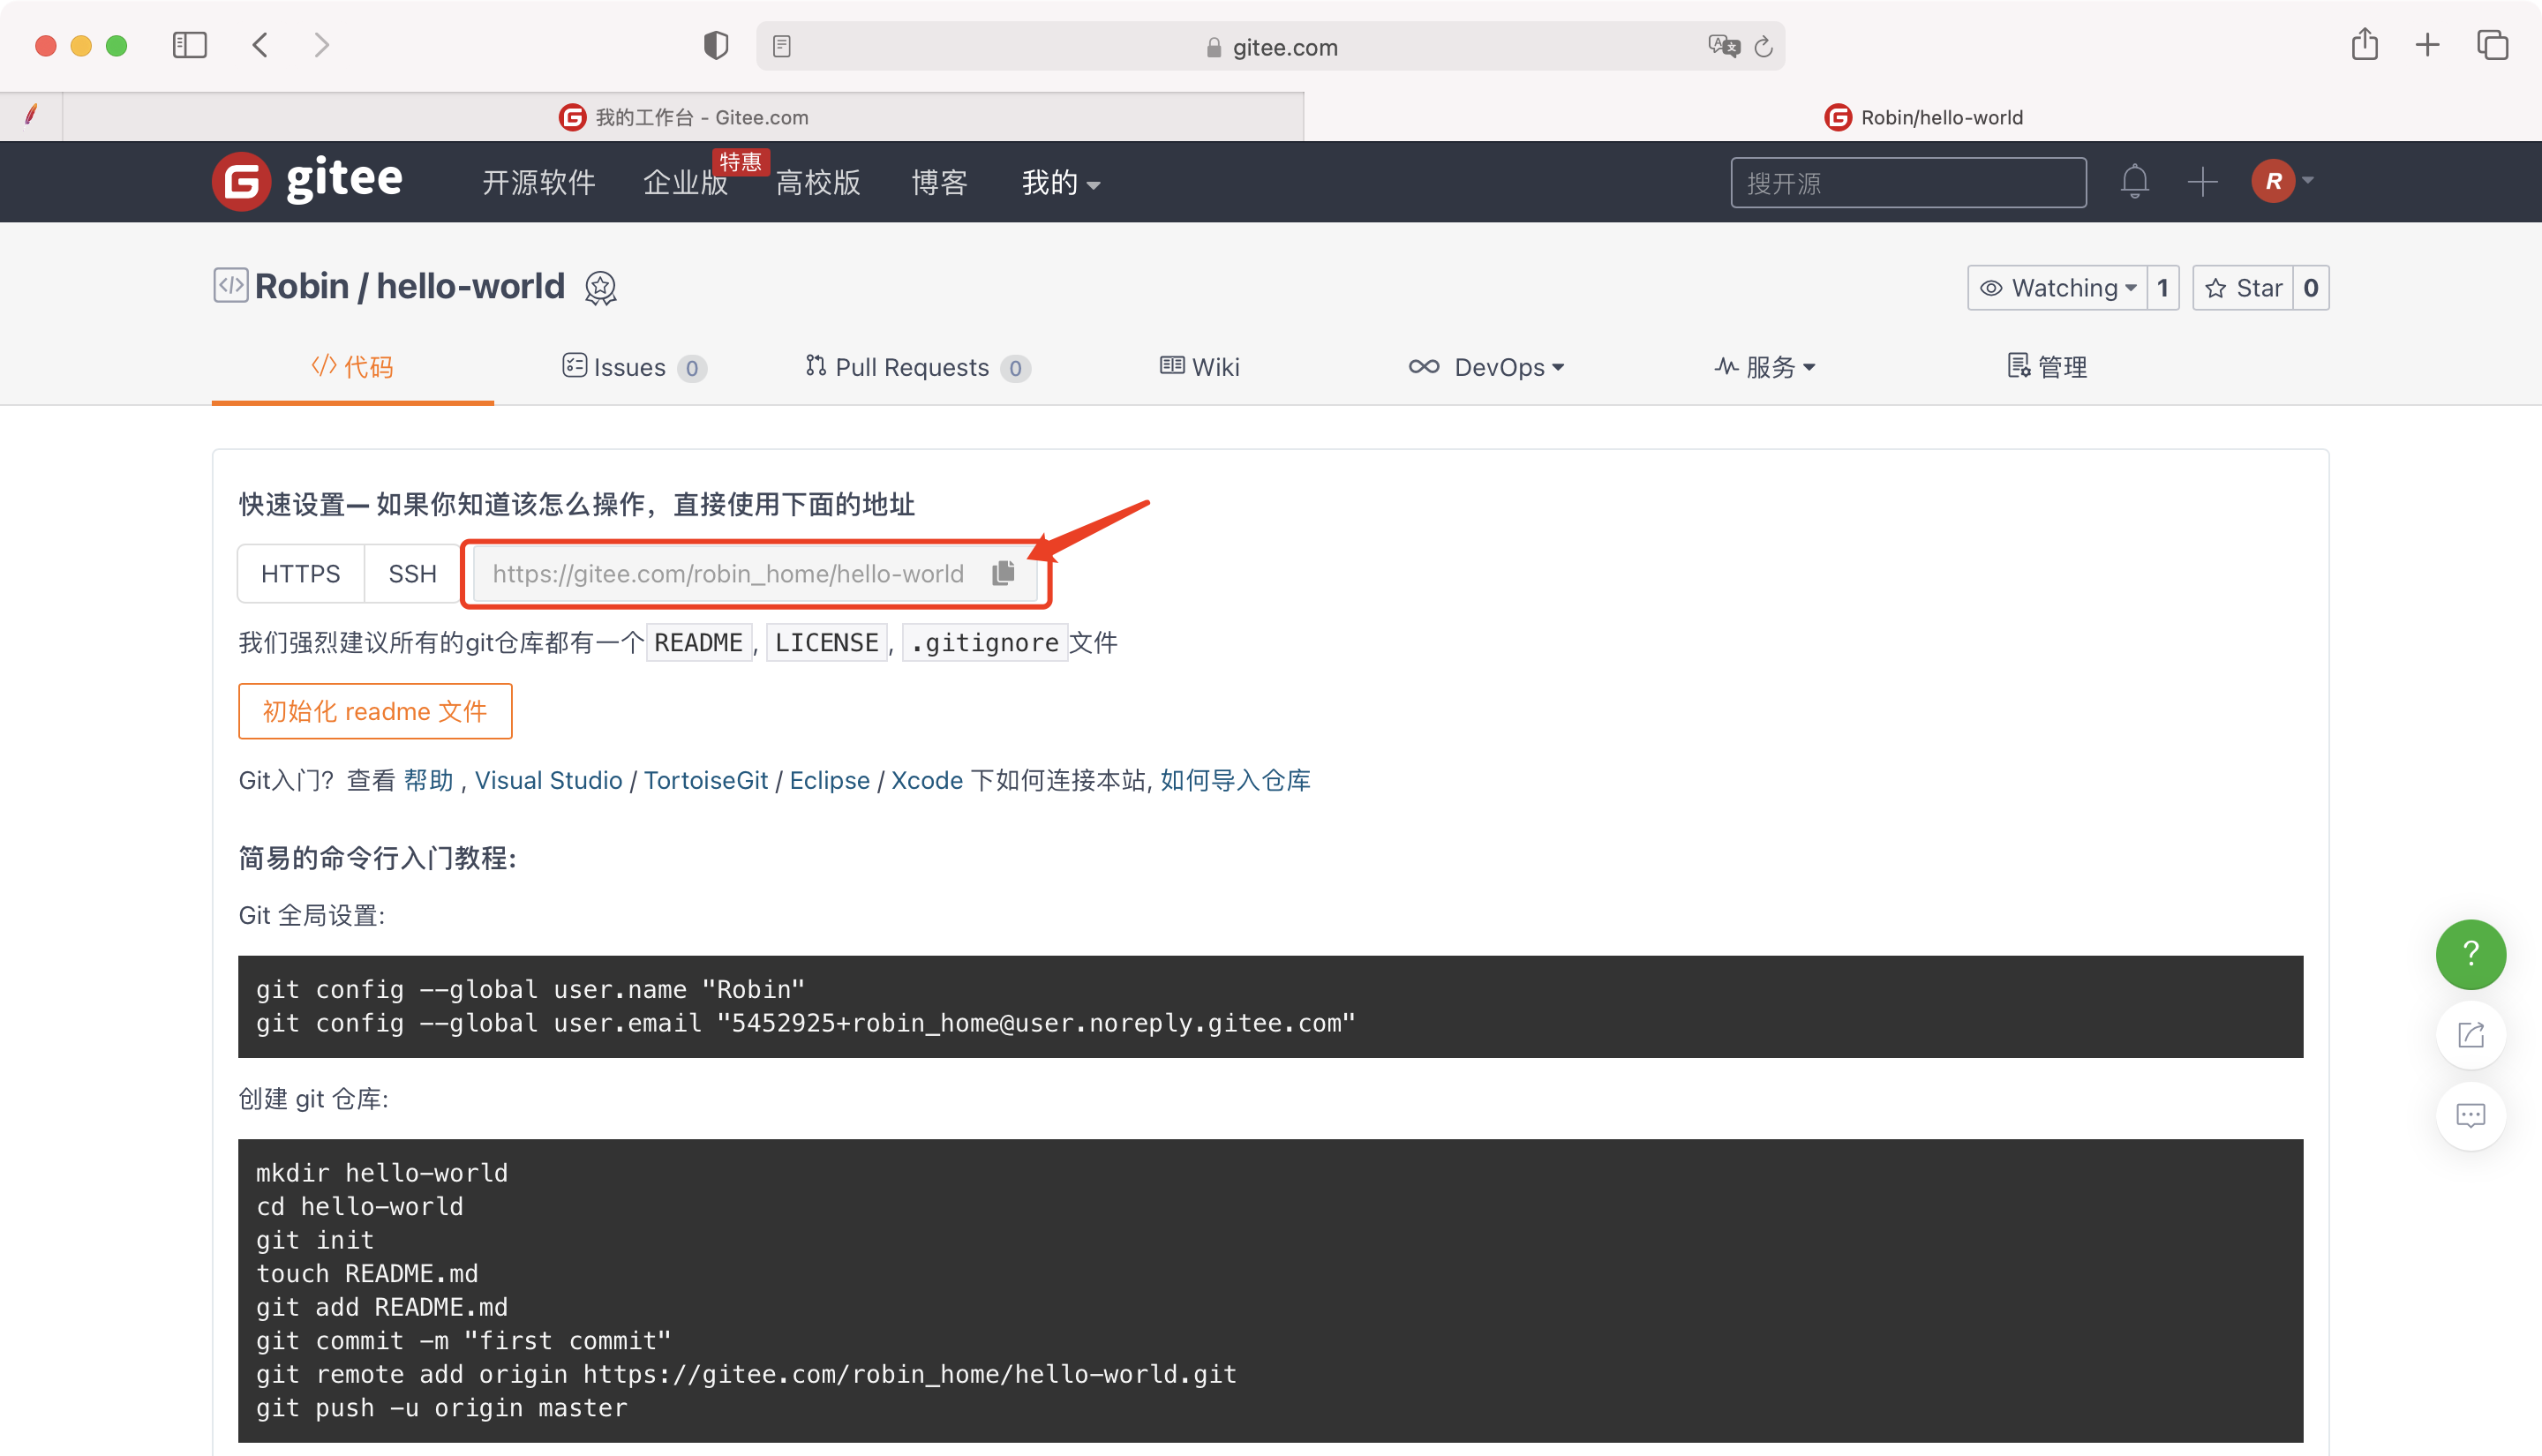 gitee.com
我的工作台 - Gitee.com
Robin/hello-world
gitee
开源软件 企业版 特惠 高校版 博客 我的
搜开源
R
Robin / hello-world
Watching 1 Star 0
代码 Issues 0 Pull Requests 0 Wiki DevOps 服务 管理
快速设置— 如果你知道该怎么操作，直接使用下面的地址
HTTPS SSH https://gitee.com/robin_home/hello-world
我们强烈建议所有的git仓库都有一个 README, LICENSE, .gitignore 文件
初始化 readme 文件
Git入门？查看 帮助 , Visual Studio / TortoiseGit / Eclipse / Xcode 下如何连接本站, 如何导入仓库
简易的命令行入门教程:
Git 全局设置:
git config --global user.name "Robin"
git config --global user.email "5452925+robin_home@user.noreply.gitee.com"
?
创建 git 仓库:
mkdir hello-world
cd hello-world
git init
touch README.md
git add README.md
git commit -m "first commit"
git remote add origin https://gitee.com/robin_home/hello-world.git
git push -u origin master